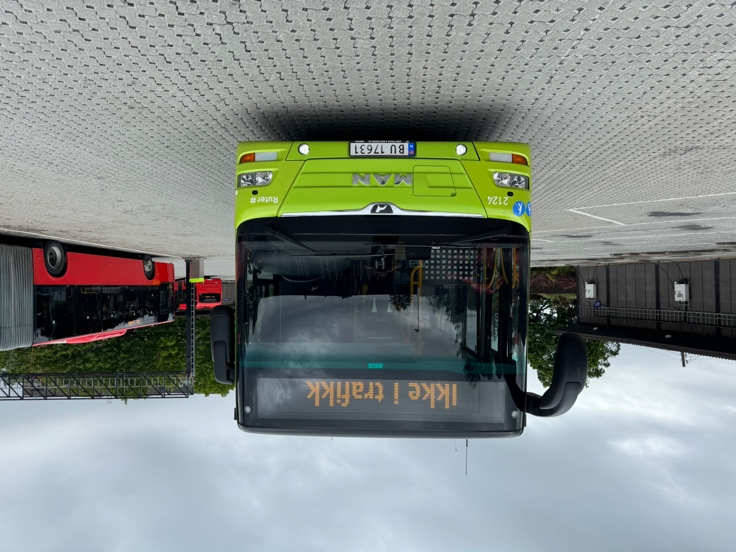 Ikke i trafikk
2124
Ruter#
MAN
BU 17631